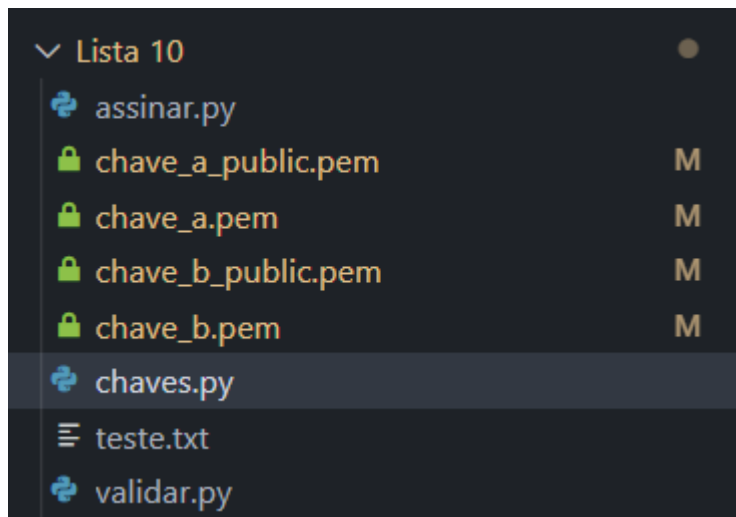 Lista 10
assinar.py
chave_a_public.pem M
chave_a.pem M
chave_b_public.pem M
chave_b.pem M
chaves.py
teste.txt
validar.py